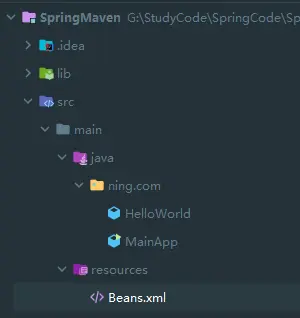 SpringMaven G:\StudyCode\SpringCode\Sp
.idea
lib
src
main
java
ning.com
HelloWorld
MainApp
resources
Beans.xml